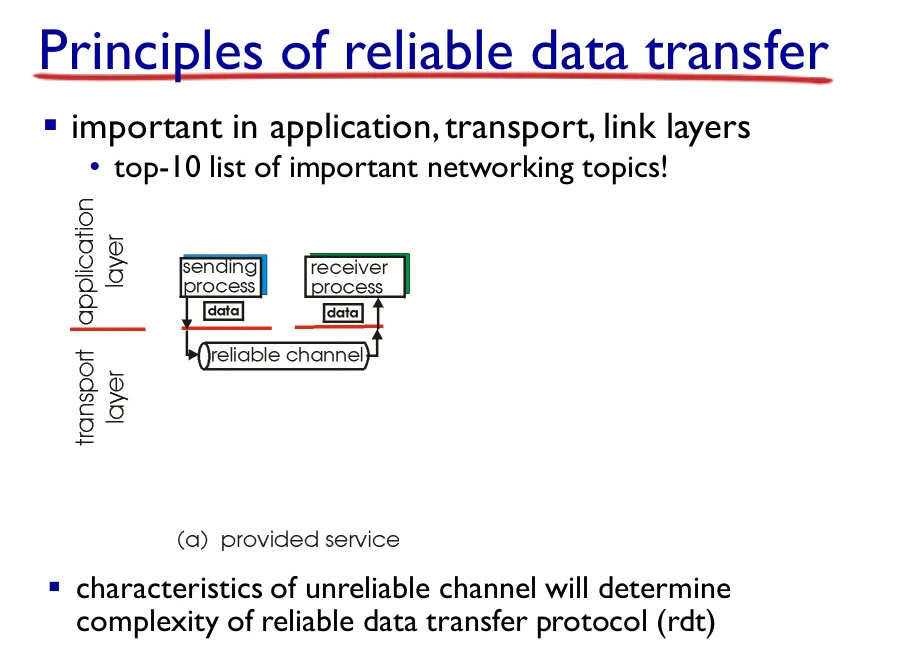 Principles of reliable data transfer
▪ important in application, transport, link layers
• top-10 list of important networking topics!
application
layer
sending
process
receiver
process
data
data
reliable channel
transport
layer
(a) provided service
▪ characteristics of unreliable channel will determine
complexity of reliable data transfer protocol (rdt)